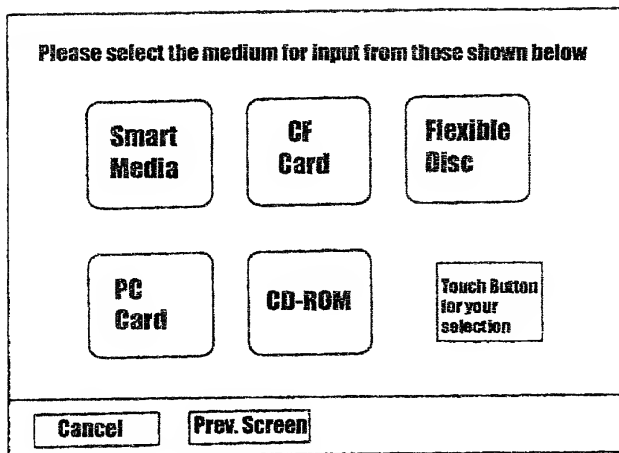 Please select the medium for input from those shown below
Smart
Media
CF
Card
Flexible
Disc
PC
Card
CD-ROM
Touch Button
for your
selection
Cancel
Prev. Screen